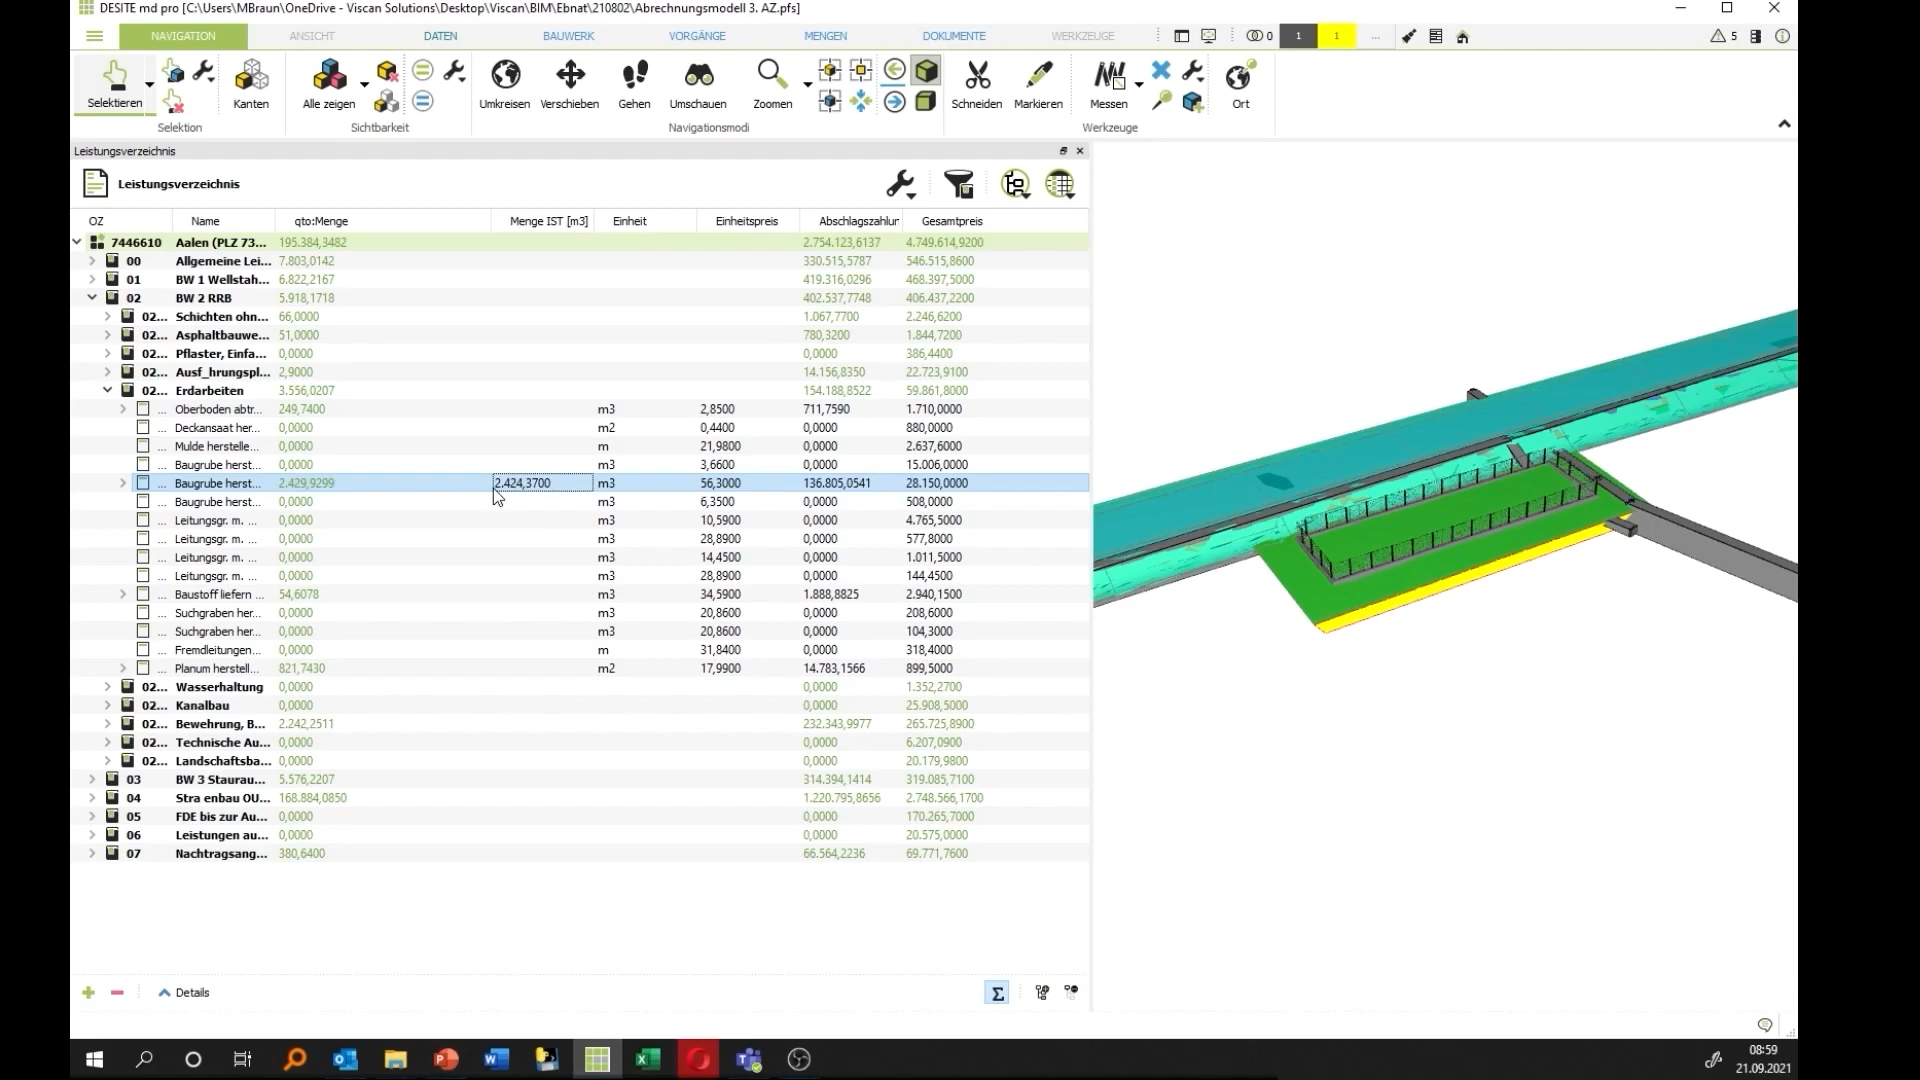 DESITE md pro [C:\Users\MBraun\OneDrive - Viscan Solutions\Desktop\Viscan\BIM\Ebnat\210802\Abrechnungsmodell 3. AZ.pfs]
NAVIGATION ANSICHT DATEN BAUWERK VORGÄNGE MENGEN DOKUMENTE WERKZEUGE 0 1 1 ... 5
Selektieren Kanten Alle zeigen Umkreisen Verschieben Gehen Umschauen Zoomen Schneiden Markieren Messen Ort
Selektion Sichtbarkeit Navigationsmodi Werkzeuge
Leistungsverzeichnis
Leistungsverzeichnis
OZ Name qto:Menge Menge IST [m3] Einheit Einheitspreis Abschlagszahlur Gesamtpreis
7446610 Aalen (PLZ 73... 195.384,3482 2.754.123,6137 4.749.614,9200
00 Allgemeine Lei... 7.803,0142 330.515,5787 546.515,8600
01 BW 1 Wellstah... 6.822,2167 419.316,0296 468.397,5000
02 BW 2 RRB 5.918,1718 402.537,7748 406.437,2200
02... Schichten ohn... 66,0000 1.067,7700 2.246,6200
02... Asphaltbauwe... 51,0000 780,3200 1.844,7200
02... Pflaster, Einfa... 0,0000 0,0000 386,4400
02... Ausf_hrungspl... 2,9000 14.156,8350 22.723,9100
02... Erdarbeiten 3.556,0207 154.188,8522 59.861,8000
... Oberboden abtr... 249,7400 m3 2,8500 711,7590 1.710,0000
... Deckansaat her... 0,0000 m2 0,4400 0,0000 880,0000
... Mulde herstelle... 0,0000 m 21,9800 0,0000 2.637,6000
... Baugrube herst... 0,0000 m3 3,6600 0,0000 15.006,0000
... Baugrube herst... 2.429,9299 2.424,3700 m3 56,3000 136.805,0541 28.150,0000
... Baugrube herst... 0,0000 m3 6,3500 0,0000 508,0000
... Leitungsgr. m. ... 0,0000 m3 10,5900 0,0000 4.765,5000
... Leitungsgr. m. ... 0,0000 m3 28,8900 0,0000 577,8000
... Leitungsgr. m. ... 0,0000 m3 14,4500 0,0000 1.011,5000
... Leitungsgr. m. ... 0,0000 m3 28,8900 0,0000 144,4500
... Baustoff liefern ... 54,6078 m3 34,5900 1.888,8825 2.940,1500
... Suchgraben her... 0,0000 m3 20,8600 0,0000 208,6000
... Suchgraben her... 0,0000 m3 20,8600 0,0000 104,3000
... Fremdleitungen... 0,0000 m 31,8400 0,0000 318,4000
... Planum herstell... 821,7430 m2 17,9900 14.783,1566 899,5000
02... Wasserhaltung 0,0000 0,0000 1.352,2700
02... Kanalbau 0,0000 0,0000 25.908,5000
02... Bewehrung, B... 2.242,2511 232.343,9977 265.725,8900
02... Technische Au... 0,0000 0,0000 6.207,0900
02... Landschaftsba... 0,0000 0,0000 20.179,9800
03 BW 3 Staurau... 5.576,2207 314.394,1414 319.085,7100
04 Stra enbau OU... 168.884,0850 1.220.795,8656 2.748.566,1700
05 FDE bis zur Au... 0,0000 0,0000 170.265,7000
06 Leistungen au... 0,0000 0,0000 20.575,0000
07 Nachtragsang... 380,6400 66.564,2236 69.771,7600
Details
08:59
21.09.2021